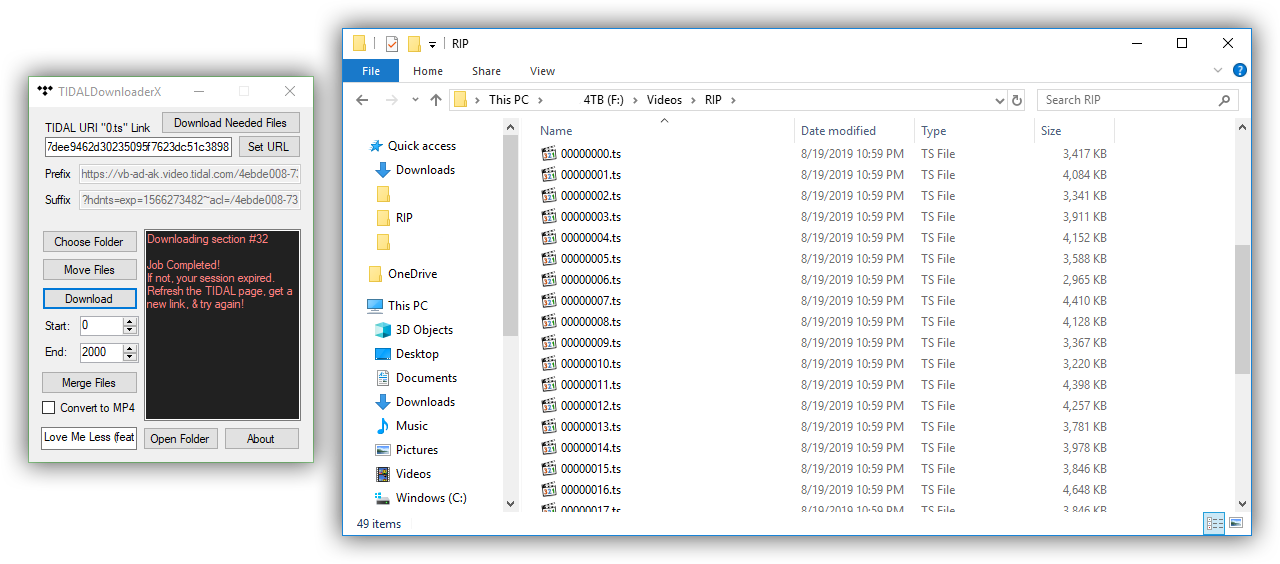 TIDALDownloaderX
TIDAL URI "0.ts" Link
Download Needed Files
7dee9462d30235095f7623dc51c3898
Set URL
Prefix
https://vb-ad-ak.video.tidal.com/4ebde008-73
Suffix
?hdnts=exp=1566273482~acl=/4ebde008-73
Choose Folder
Move Files
Download
Start:
0
End:
2000
Merge Files
Convert to MP4
Love Me Less (feat
Downloading section #32
Job Completed!
If not, your session expired.
Refresh the TIDAL page, get a
new link, & try again!
Open Folder
About
RIP
File
Home
Share
View
This PC
4TB (F:)
Videos
RIP
Search RIP
Quick access
Downloads
RIP
OneDrive
This PC
3D Objects
Desktop
Documents
Downloads
Music
Pictures
Videos
Windows (C:)
Name Date modified Type Size
00000000.ts 8/19/2019 10:59 PM TS File 3,417 KB
00000001.ts 8/19/2019 10:59 PM TS File 4,084 KB
00000002.ts 8/19/2019 10:59 PM TS File 3,341 KB
00000003.ts 8/19/2019 10:59 PM TS File 3,911 KB
00000004.ts 8/19/2019 10:59 PM TS File 4,152 KB
00000005.ts 8/19/2019 10:59 PM TS File 3,588 KB
00000006.ts 8/19/2019 10:59 PM TS File 2,965 KB
00000007.ts 8/19/2019 10:59 PM TS File 4,410 KB
00000008.ts 8/19/2019 10:59 PM TS File 4,128 KB
00000009.ts 8/19/2019 10:59 PM TS File 3,367 KB
00000010.ts 8/19/2019 10:59 PM TS File 3,220 KB
00000011.ts 8/19/2019 10:59 PM TS File 4,398 KB
00000012.ts 8/19/2019 10:59 PM TS File 4,257 KB
00000013.ts 8/19/2019 10:59 PM TS File 3,781 KB
00000014.ts 8/19/2019 10:59 PM TS File 3,978 KB
00000015.ts 8/19/2019 10:59 PM TS File 3,846 KB
00000016.ts 8/19/2019 10:59 PM TS File 4,648 KB
00000017.ts 8/19/2019 10:59 PM TS File 3,846 KB
49 items